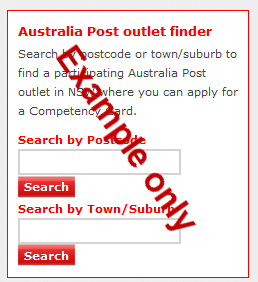 Australia Post outlet finder
Search by postcode or town/suburb to
find a participating Australia Post
outlet in NSW where you can apply for
a Competency Card.
Search by Postcode
Search
Search by Town/Suburb
Search
Example only